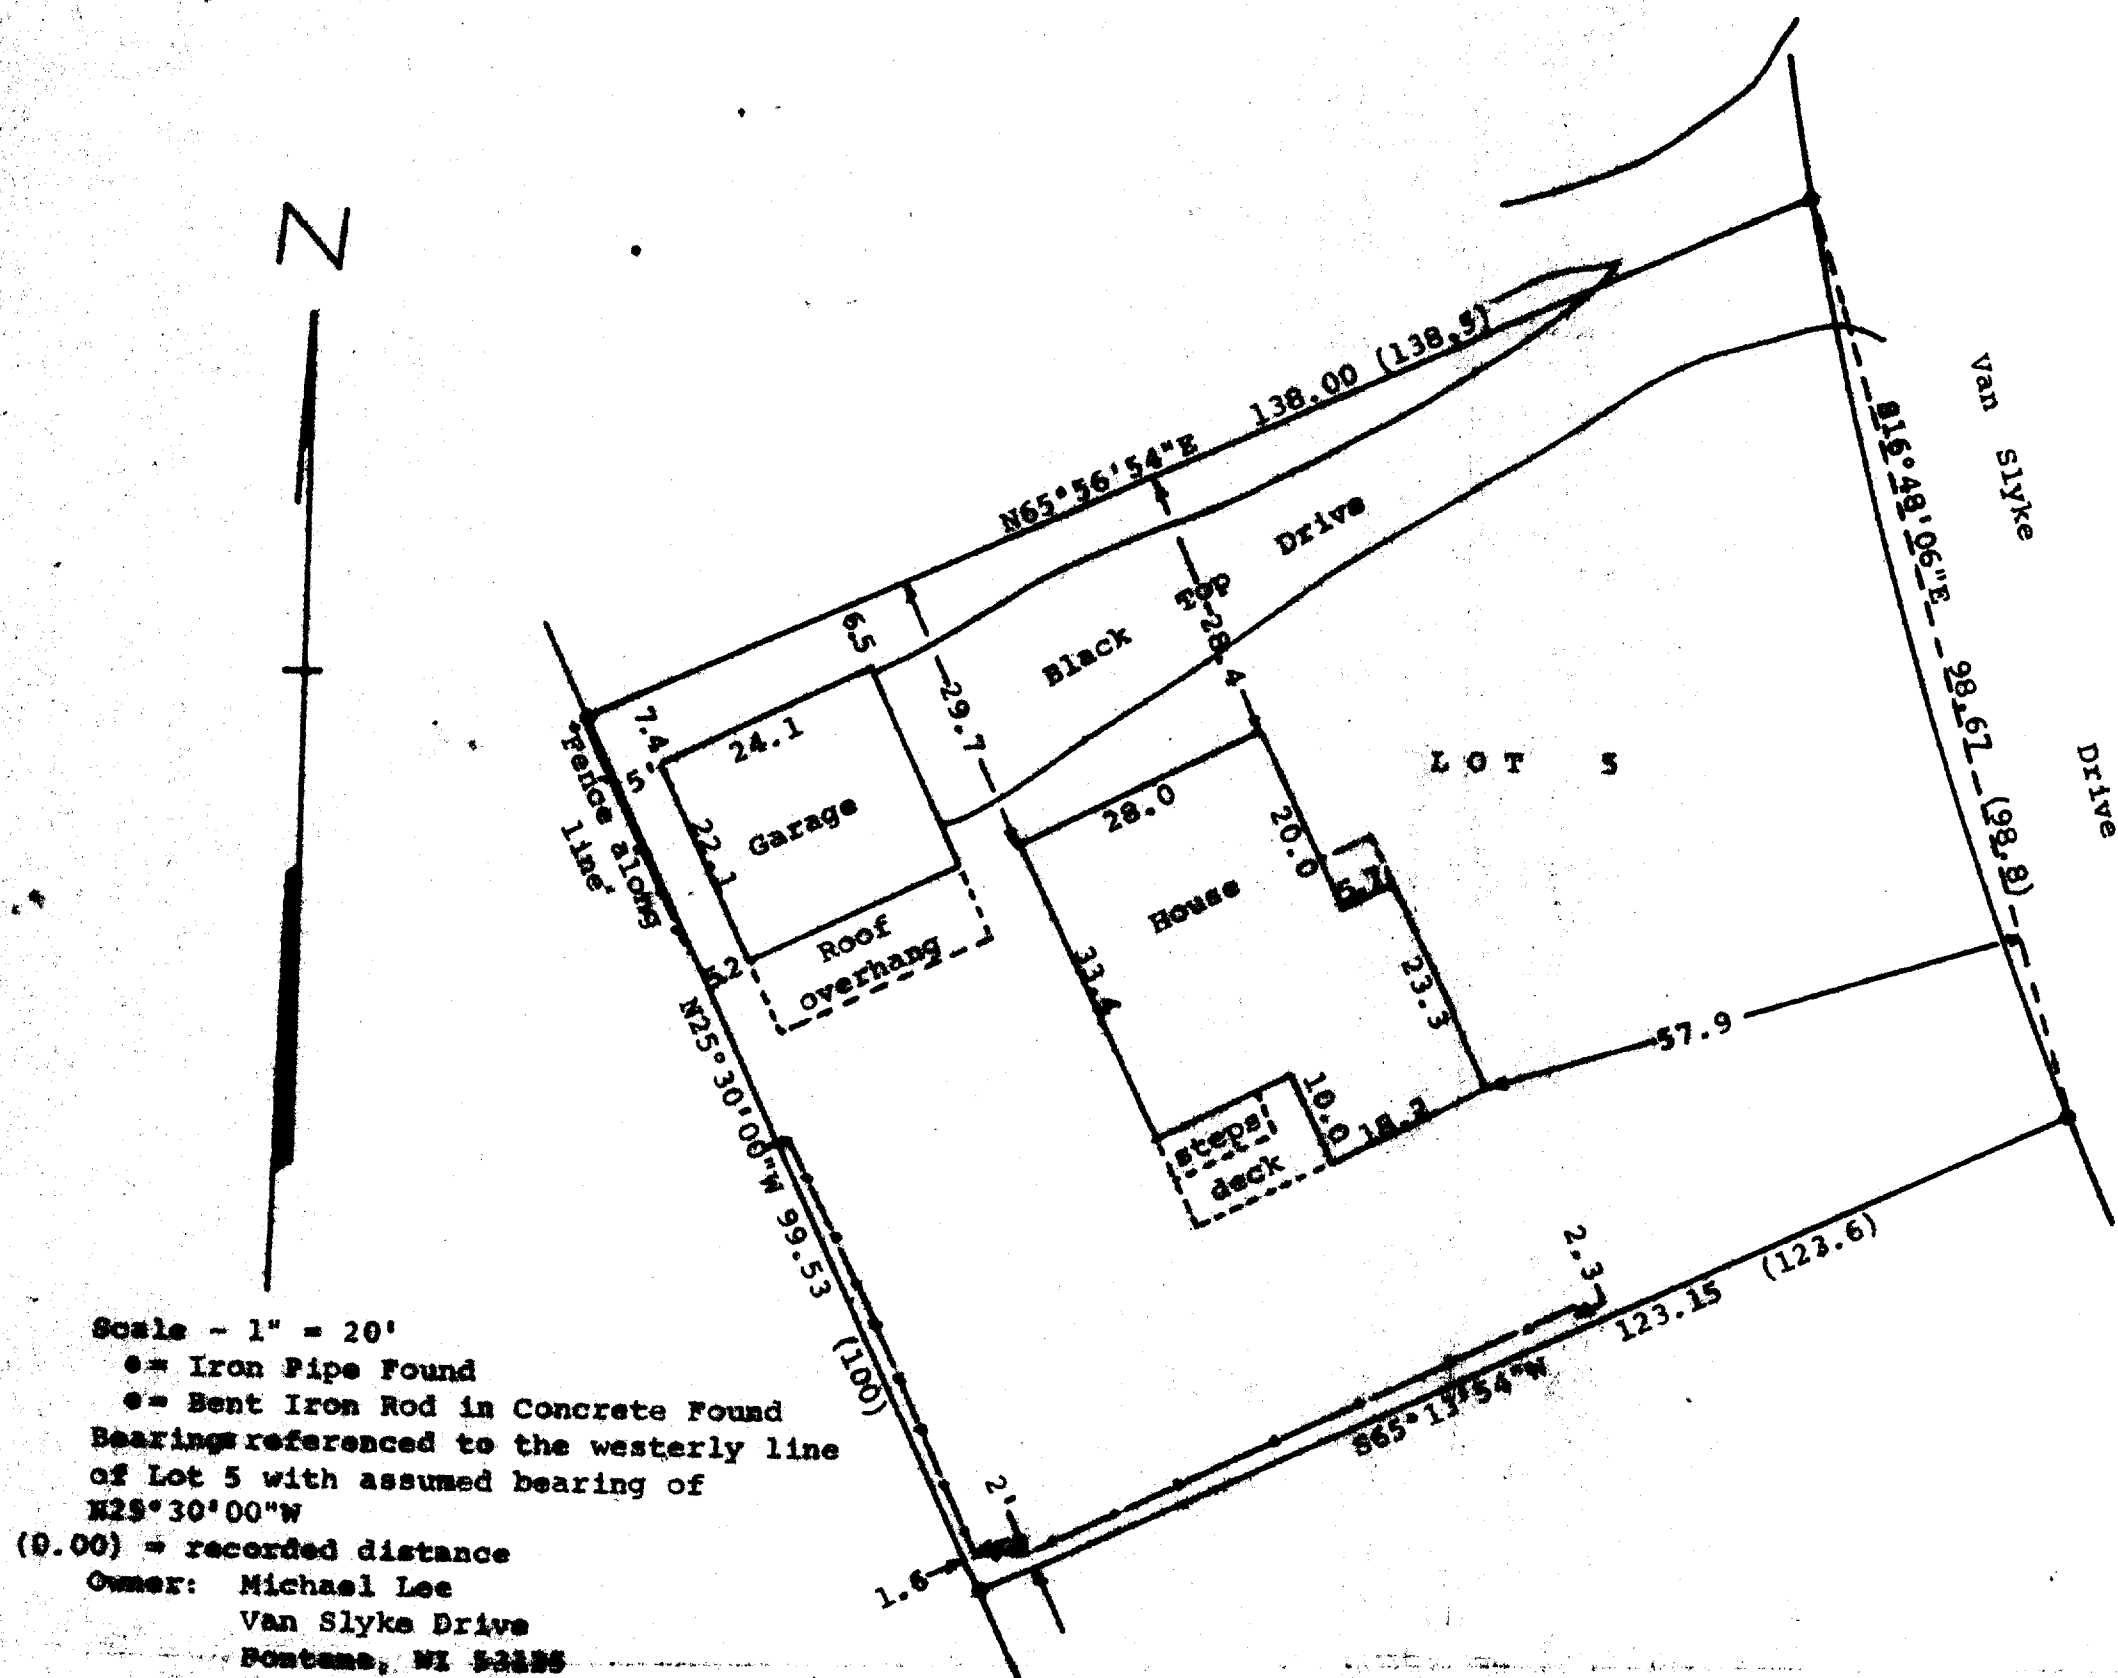 N
N65°56'54"E 138.00 (138.5)
Van Slyke Drive
S16°48'06"E 98.67 (98.8)
Black Top Drive
28.4
29.7
6.5
7.4
24.1
5'
22.1
Garage
5.2
Roof
overhang
"Fence along
line"
28.0
20.0
5.7
House
33.4
23.3
LOT 5
57.9
steps
deck
10.0
18.2
N25°30'00"W 99.53 (100)
2.3
123.15 (123.6)
S65°13'54"W
2'
1.6
Scale - 1" = 20'
= Iron Pipe Found
= Bent Iron Rod in Concrete Found
Bearings referenced to the westerly line
of Lot 5 with assumed bearing of
N25°30'00"W
(0.00) = recorded distance
Owner: Michael Lee
Van Slyke Drive
Fontana, WI